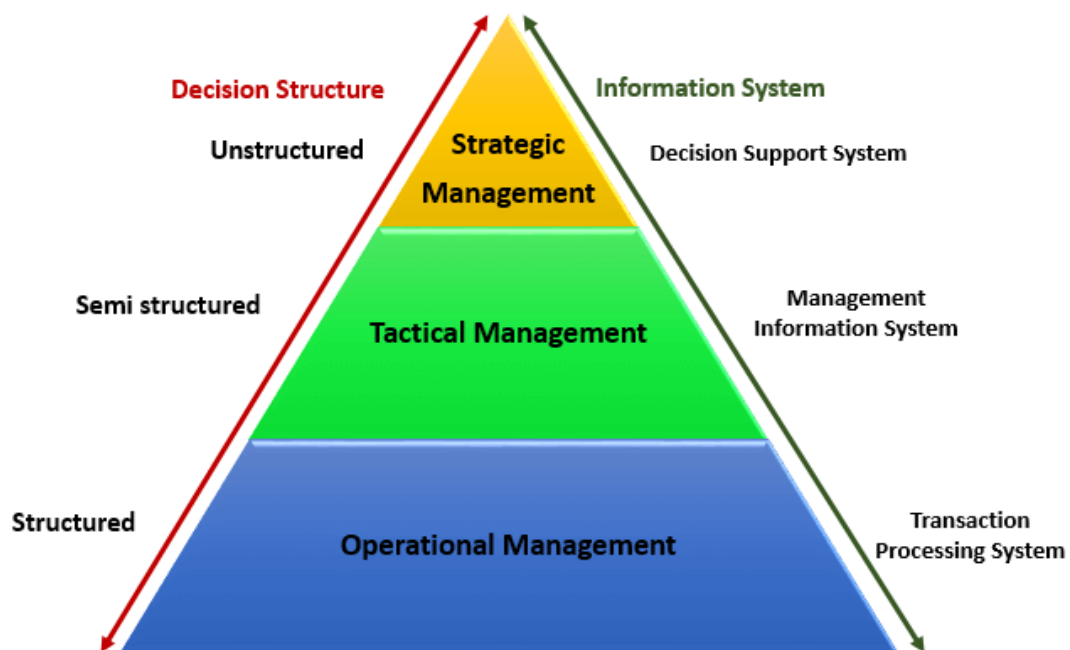 Decision Structure
Information System
Unstructured
Strategic
Management
Decision Support System
Semi structured
Tactical Management
Management
Information System
Structured
Operational Management
Transaction
Processing System